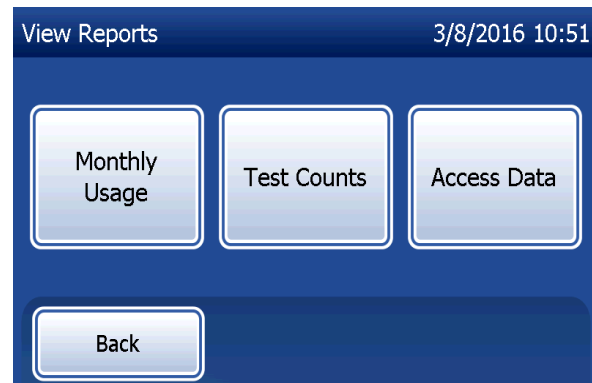 View Reports 3/8/2016 10:51
Monthly
Usage
Test Counts
Access Data
Back